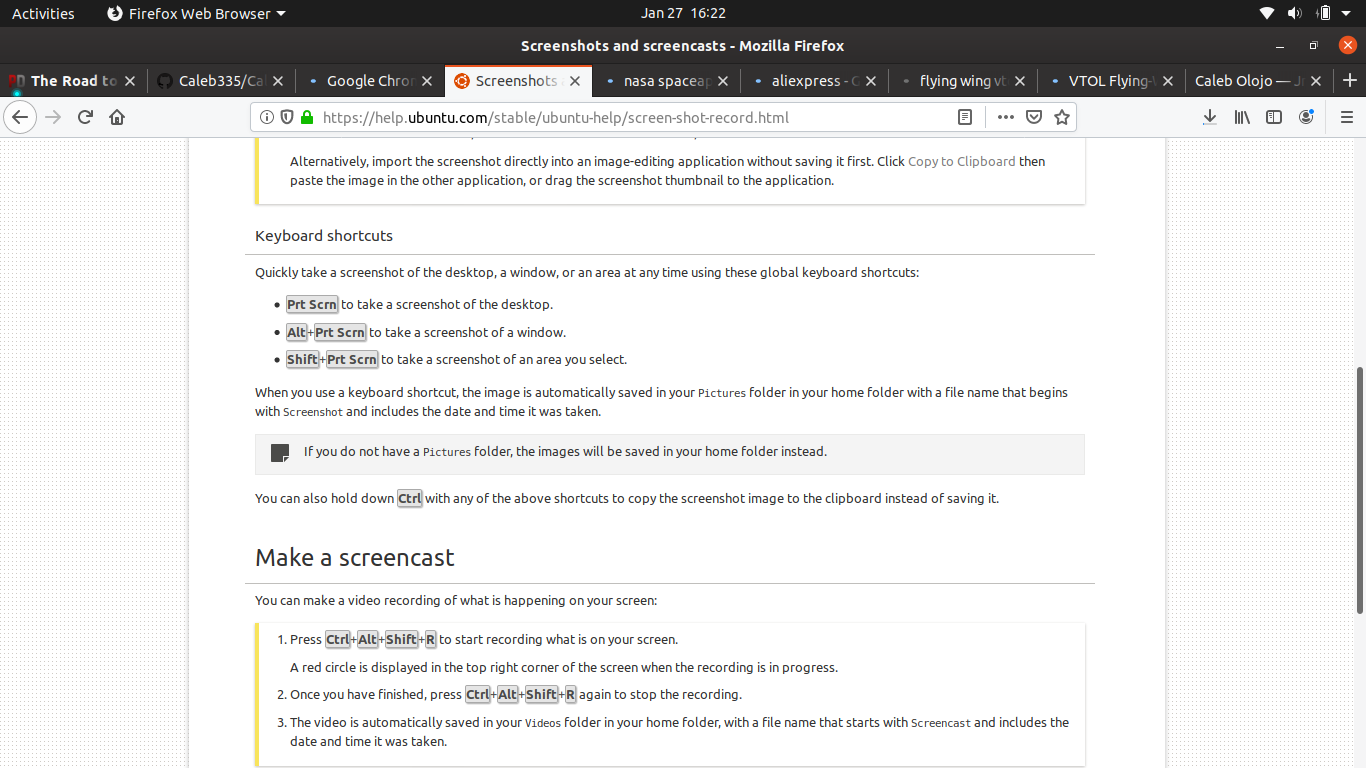 Activities Firefox Web Browser Jan 27 16:22
Screenshots and screencasts - Mozilla Firefox
The Road to Caleb335/Cal Google Chrom Screenshots nasa spaceap aliexpress - G flying wing vt VTOL Flying- Caleb Olojo —
https://help.ubuntu.com/stable/ubuntu-help/screen-shot-record.html
Alternatively, import the screenshot directly into an image-editing application without saving it first. Click Copy to Clipboard then
paste the image in the other application, or drag the screenshot thumbnail to the application.
Keyboard shortcuts
Quickly take a screenshot of the desktop, a window, or an area at any time using these global keyboard shortcuts:
• Prt Scrn to take a screenshot of the desktop.
• Alt+Prt Scrn to take a screenshot of a window.
• Shift+Prt Scrn to take a screenshot of an area you select.
When you use a keyboard shortcut, the image is automatically saved in your Pictures folder in your home folder with a file name that begins
with Screenshot and includes the date and time it was taken.
If you do not have a Pictures folder, the images will be saved in your home folder instead.
You can also hold down Ctrl with any of the above shortcuts to copy the screenshot image to the clipboard instead of saving it.
Make a screencast
You can make a video recording of what is happening on your screen:
1. Press Ctrl+Alt+Shift+R to start recording what is on your screen.
A red circle is displayed in the top right corner of the screen when the recording is in progress.
2. Once you have finished, press Ctrl+Alt+Shift+R again to stop the recording.
3. The video is automatically saved in your Videos folder in your home folder, with a file name that starts with Screencast and includes the
date and time it was taken.